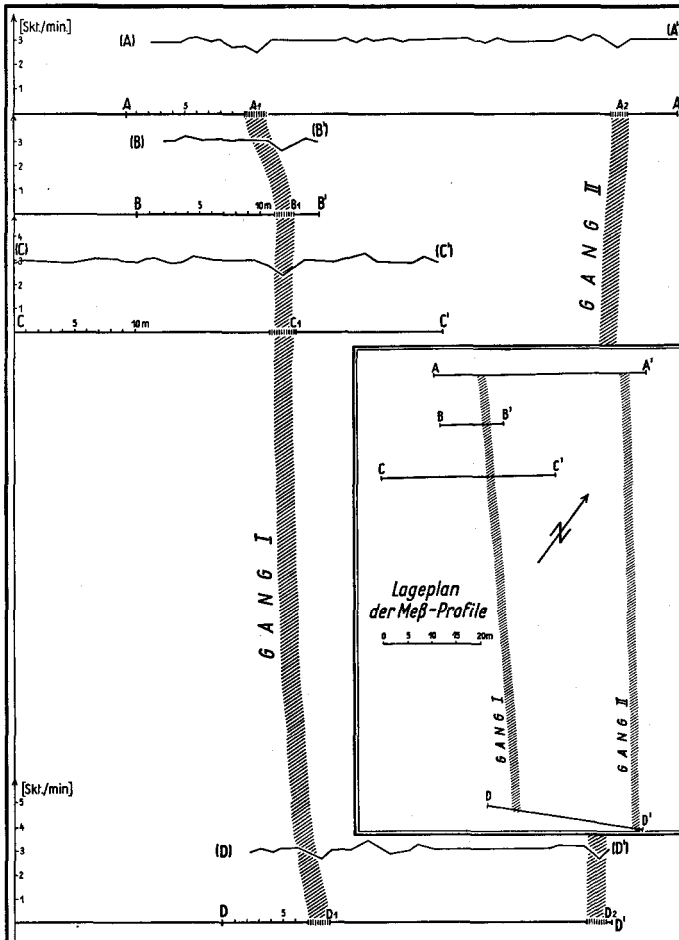 [Skt./min.]
(A) (A')
3
2
1
A 5 A1 A2 A
(B) (B')
3
2
1
B 5 10m B1 B'
4
(C) (C')
3
2
1
C 5 10m C1 C'
GANG I
GANG II
A A'
B B'
C C'
N
Lageplan
der Meß-Profile
0 5 10 15 20m
GANG I
GANG II
D D'
[Skt./min]
5
4
3
2
1
(D) (D')
D 5 D1 D2 D'